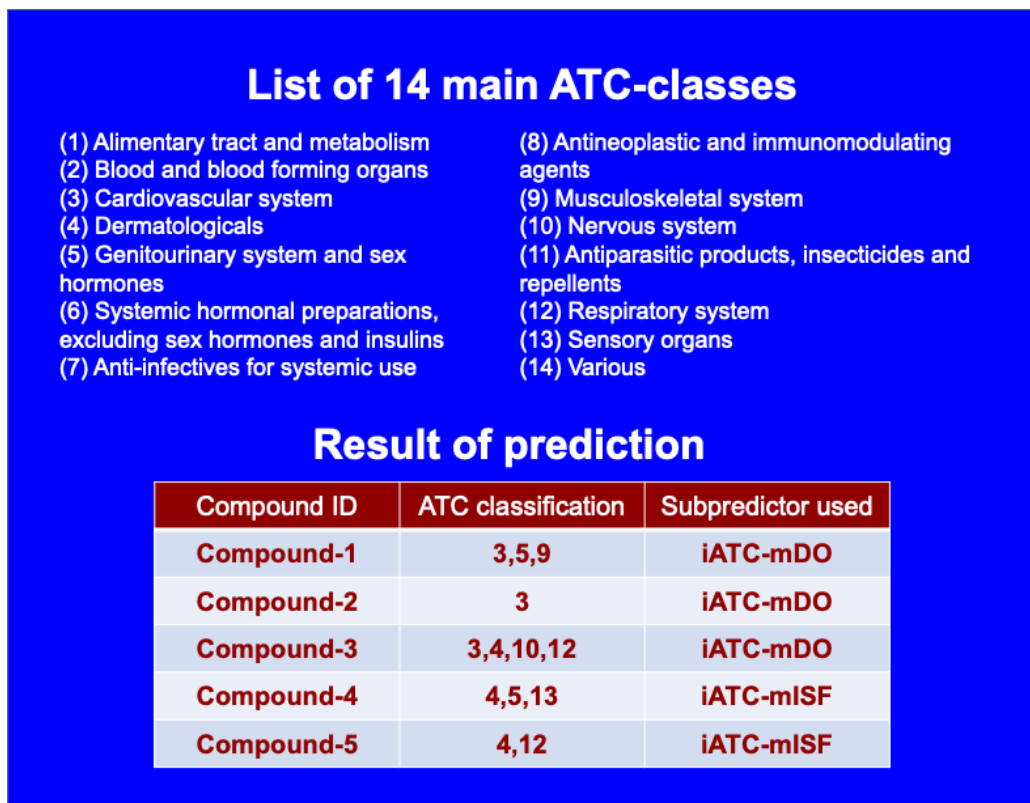 List of 14 main ATC-classes
(1) Alimentary tract and metabolism
(2) Blood and blood forming organs
(3) Cardiovascular system
(4) Dermatologicals
(5) Genitourinary system and sex
hormones
(6) Systemic hormonal preparations,
excluding sex hormones and insulins
(7) Anti-infectives for systemic use
(8) Antineoplastic and immunomodulating
agents
(9) Musculoskeletal system
(10) Nervous system
(11) Antiparasitic products, insecticides and
repellents
(12) Respiratory system
(13) Sensory organs
(14) Various
Result of prediction
Compound ID ATC classification Subpredictor used
Compound-1 3,5,9 iATC-mDO
Compound-2 3 iATC-mDO
Compound-3 3,4,10,12 iATC-mDO
Compound-4 4,5,13 iATC-mISF
Compound-5 4,12 iATC-mISF